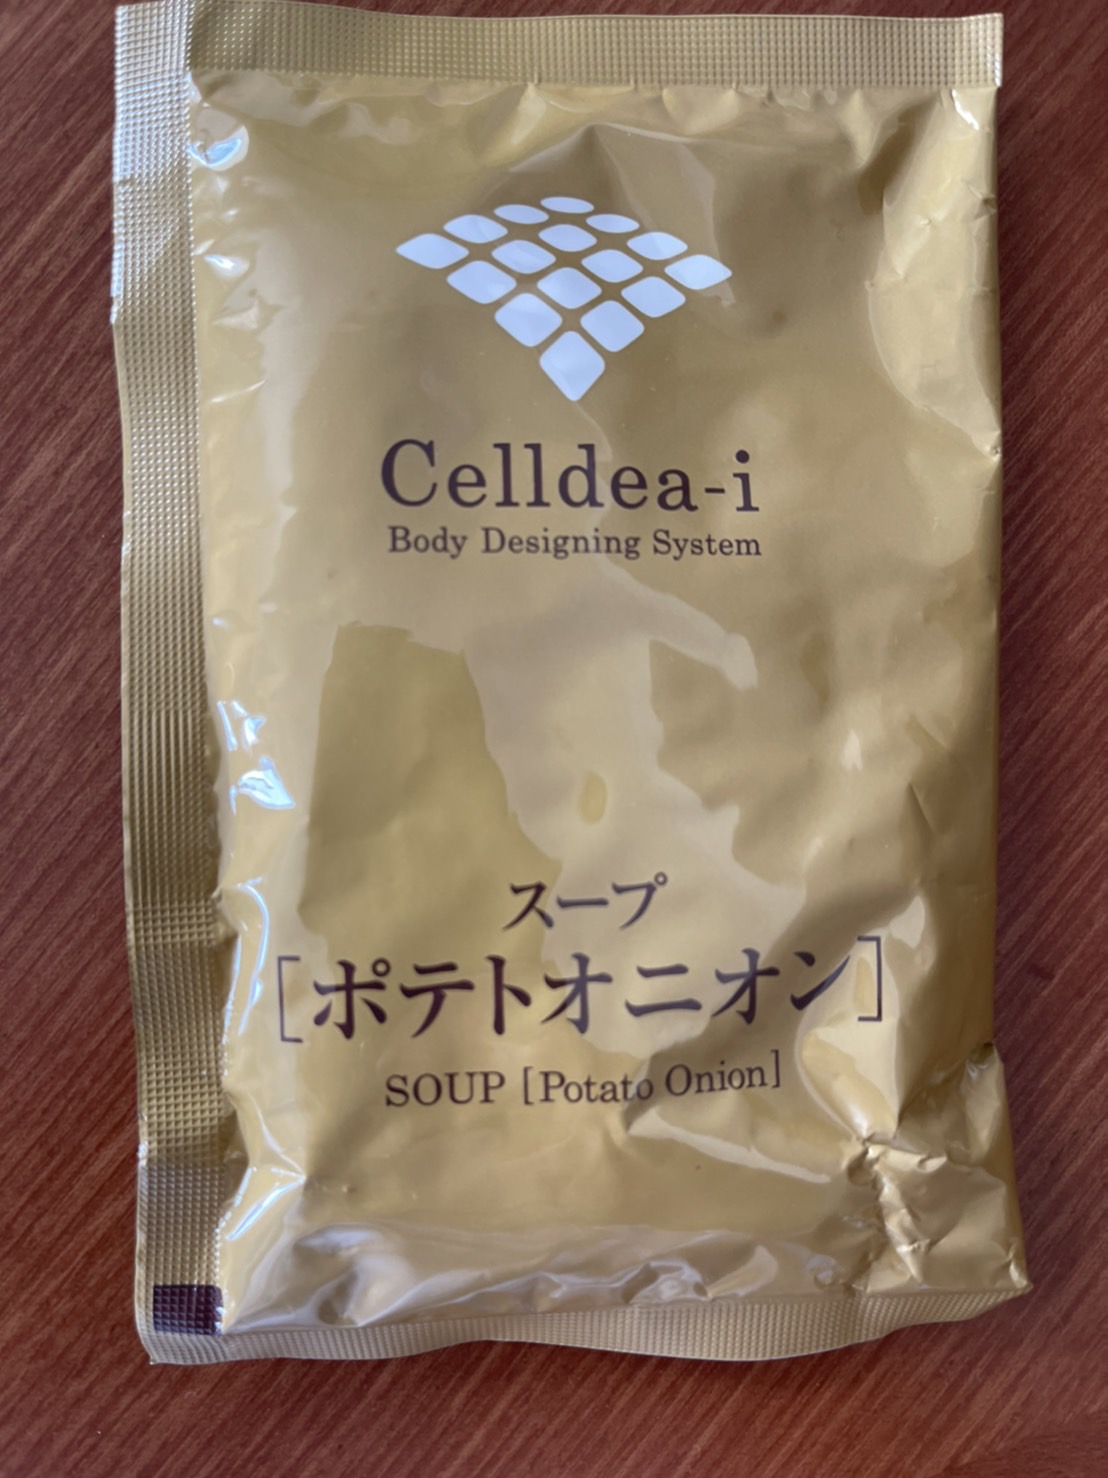 Celldea-i
Body Designing System
スープ
[ポテトオニオン]
SOUP [Potato Onion]